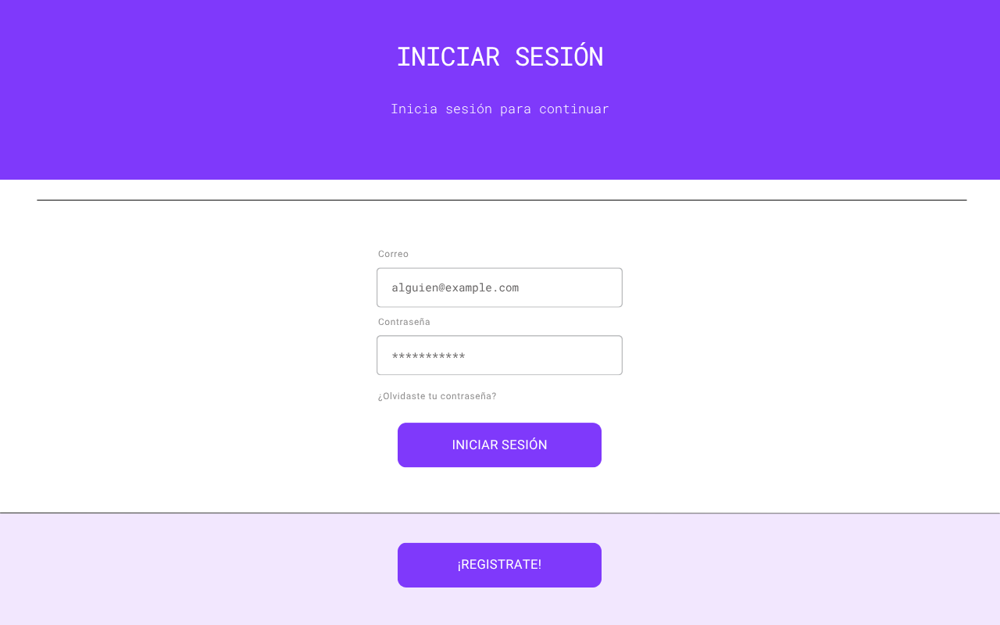 INICIAR SESIÓN
Inicia sesión para continuar
Correo
alguien@example.com
Contraseña
***********
¿Olvidaste tu contraseña?
INICIAR SESIÓN
¡REGISTRATE!